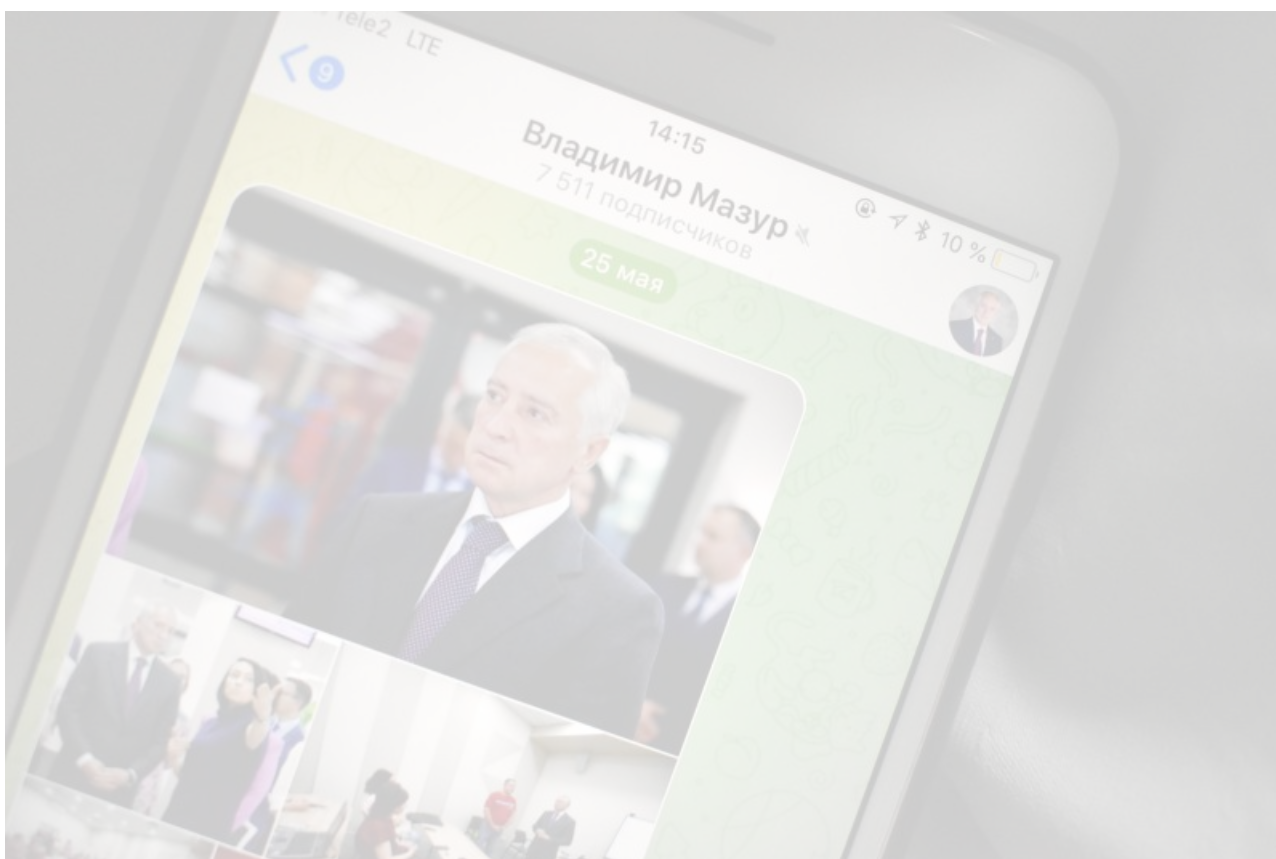 Tele2 LTE
14:15
10 %
9
Владимир Мазур
7 511 подписчиков
25 мая